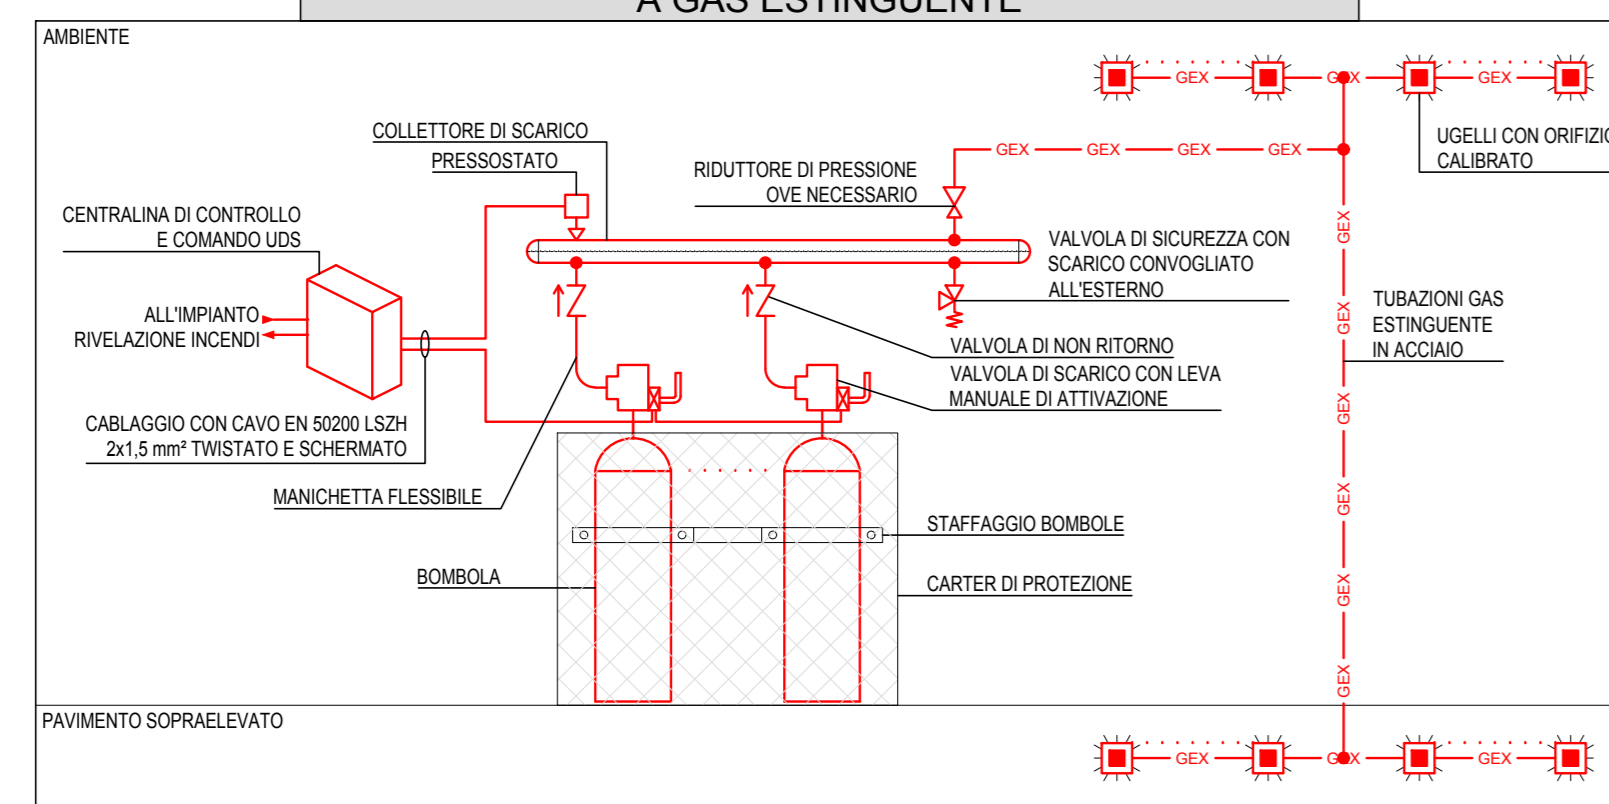 A GAS ESTINGUENTE
AMBIENTE
GEX GEX GEX
COLLETTORE DI SCARICO
PRESSOSTATO
RIDUTTORE DI PRESSIONE
OVE NECESSARIO
GEX GEX GEX GEX
UGELLI CON ORIFIZIO
CALIBRATO
CENTRALINA DI CONTROLLO
E COMANDO UDS
GEX
VALVOLA DI SICUREZZA CON
SCARICO CONVOGLIATO
ALL'ESTERNO
ALL'IMPIANTO
RIVELAZIONE INCENDI
GEX
TUBAZIONI GAS
ESTINGUENTE
IN ACCIAIO
VALVOLA DI NON RITORNO
VALVOLA DI SCARICO CON LEVA
MANUALE DI ATTIVAZIONE
GEX
CABLAGGIO CON CAVO EN 50200 LSZH
2x1,5 mm² TWISTATO E SCHERMATO
MANICHETTA FLESSIBILE
GEX
STAFFAGGIO BOMBOLE
BOMBOLA
CARTER DI PROTEZIONE
GEX
GEX
PAVIMENTO SOPRAELEVATO
GEX GEX GEX